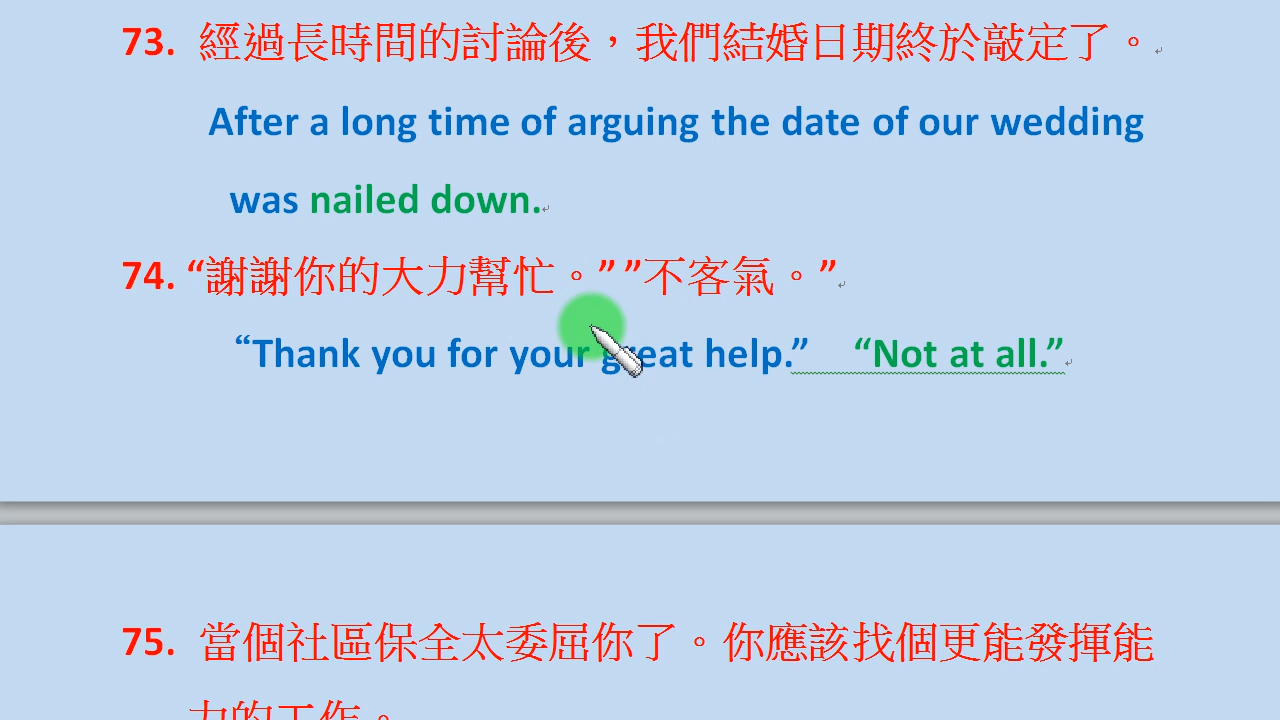 73. 經過長時間的討論後，我們結婚日期終於敲定了。
After a long time of arguing the date of our wedding
was nailed down.
74. “謝謝你的大力幫忙。” ”不客氣。”
“Thank you for your great help.” “Not at all.”
75. 當個社區保全太委屈你了。你應該找個更能發揮能
力的工作。